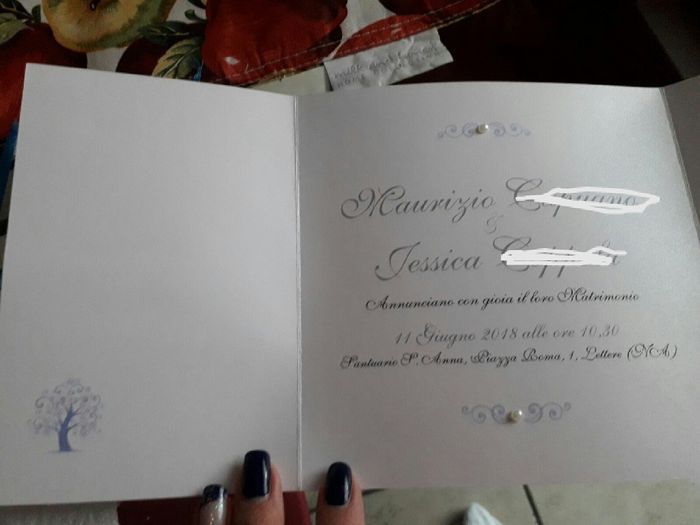 Maurizio
&
Jessica
Annunciano con gioia il loro Matrimonio
11 Giugno 2018 alle ore 10,30
Santuario S. Anna, Piazza Roma, 1, Lettere (NA)